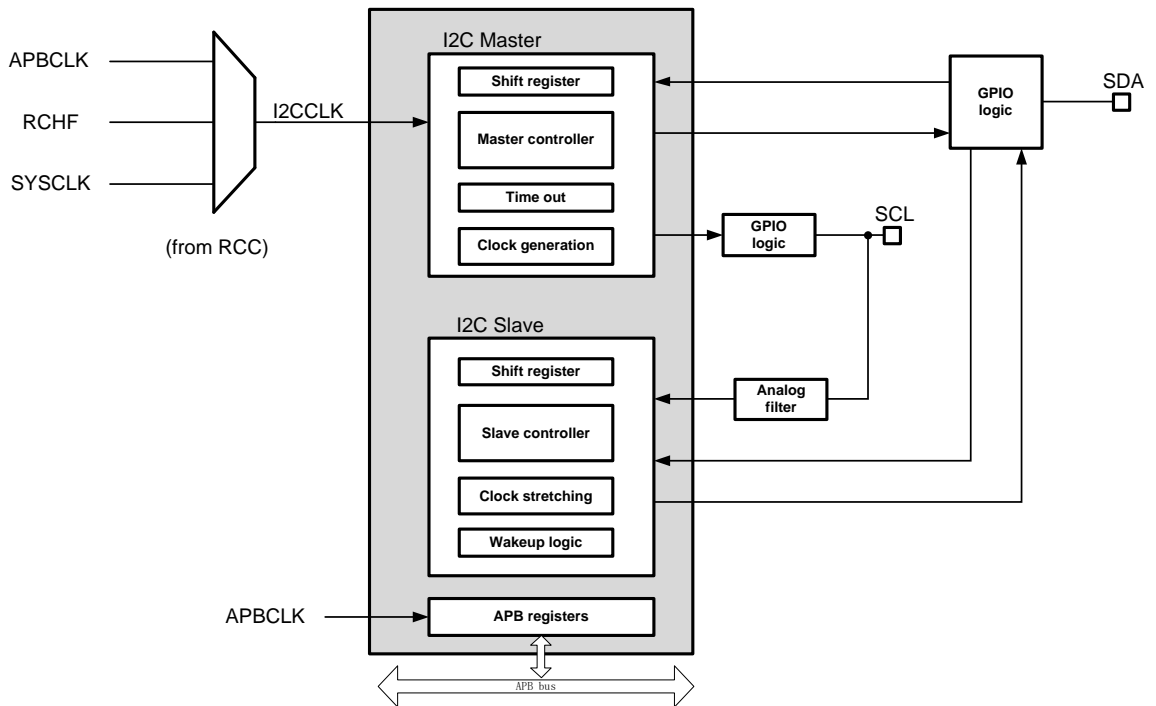 I2C Master
APBCLK
RCHF
SYSCLK
I2CCLK
(from RCC)
Shift register
Master controller
Time out
Clock generation
GPIO
logic
SDA
GPIO
logic
SCL
I2C Slave
Shift register
Slave controller
Clock stretching
Wakeup logic
Analog
filter
APBCLK
APB registers
APB bus